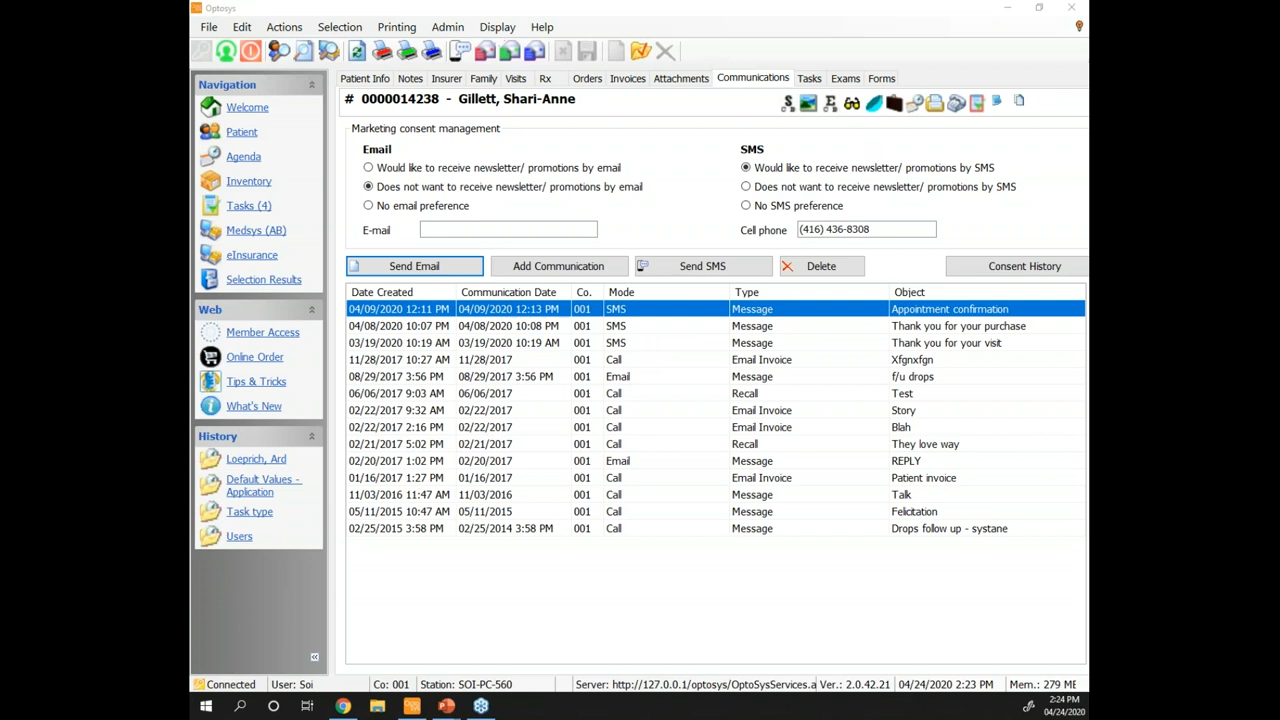 Optosys
File Edit Actions Selection Printing Admin Display Help
Navigation
Welcome
Patient
Agenda
Inventory
Tasks (4)
Medsys (AB)
eInsurance
Selection Results
Web
Member Access
Online Order
Tips & Tricks
What's New
History
Loeprich, Ard
Default Values -
Application
Task type
Users
Patient Info Notes Insurer Family Visits Rx Orders Invoices Attachments Communications Tasks Exams Forms
# 0000014238 - Gillett, Shari-Anne
Marketing consent management
Email
Would like to receive newsletter/ promotions by email
Does not want to receive newsletter/ promotions by email
No email preference
E-mail
SMS
Would like to receive newsletter/ promotions by SMS
Does not want to receive newsletter/ promotions by SMS
No SMS preference
Cell phone (416) 436-8308
Send Email Add Communication Send SMS Delete Consent History
Date Created Communication Date Co. Mode Type Object
04/09/2020 12:11 PM 04/09/2020 12:13 PM 001 SMS Message Appointment confirmation
04/08/2020 10:07 PM 04/08/2020 10:08 PM 001 SMS Message Thank you for your purchase
03/19/2020 10:19 AM 03/19/2020 10:19 AM 001 SMS Message Thank you for your visit
11/28/2017 10:27 AM 11/28/2017 001 Call Email Invoice Xfgnxfgn
08/29/2017 3:56 PM 08/29/2017 3:56 PM 001 Email Message f/u drops
06/06/2017 9:03 AM 06/06/2017 001 Call Recall Test
02/22/2017 9:32 AM 02/22/2017 001 Call Email Invoice Story
02/22/2017 2:16 PM 02/22/2017 001 Call Email Invoice Blah
02/21/2017 5:02 PM 02/21/2017 001 Call Recall They love way
02/20/2017 1:02 PM 02/20/2017 001 Email Message REPLY
01/16/2017 1:27 PM 01/16/2017 001 Call Email Invoice Patient invoice
11/03/2016 11:47 AM 11/03/2016 001 Call Message Talk
05/11/2015 10:47 AM 05/11/2015 001 Call Message Felicitation
02/25/2015 3:58 PM 02/25/2014 3:58 PM 001 Call Message Drops follow up - systane
Connected User: Soi Co: 001 Station: SOI-PC-560 Server: http://127.0.0.1/optosys/OptoSysServices.a Ver.: 2.0.42.21 04/24/2020 2:23 PM Mem.: 279 ME
2:24 PM
04/24/2020